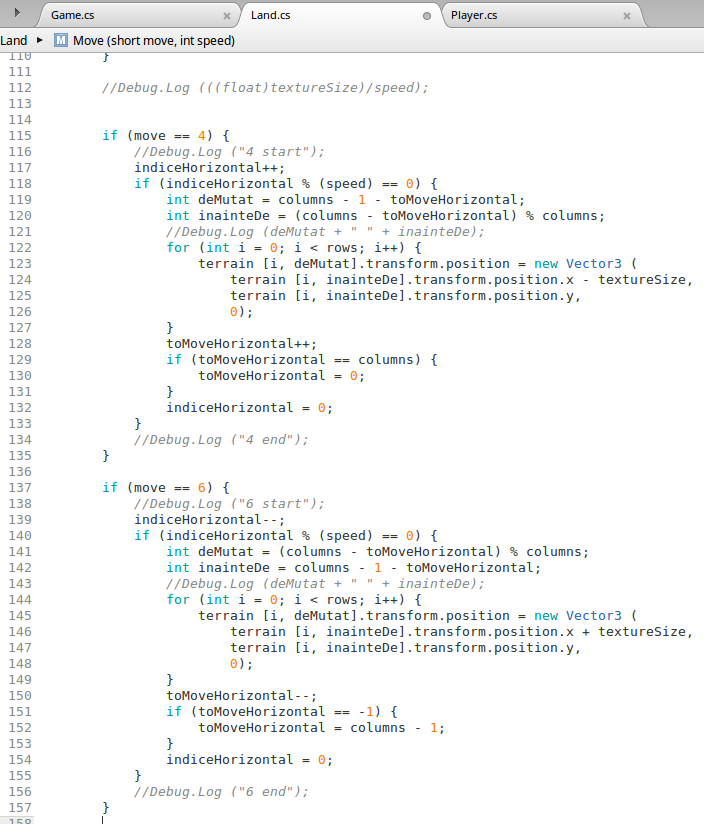 Game.cs × Land.cs Player.cs ×
Land ▸ M Move (short move, int speed)
110         }
111
112         //Debug.Log (((float)textureSize)/speed);
113
114
115         if (move == 4) {
116             //Debug.Log ("4 start");
117             indiceHorizontal++;
118             if (indiceHorizontal % (speed) == 0) {
119                 int deMutat = columns - 1 - toMoveHorizontal;
120                 int inainteDe = (columns - toMoveHorizontal) % columns;
121                 //Debug.Log (deMutat + " " + inainteDe);
122                 for (int i = 0; i < rows; i++) {
123                     terrain [i, deMutat].transform.position = new Vector3 (
124                         terrain [i, inainteDe].transform.position.x - textureSize,
125                         terrain [i, inainteDe].transform.position.y,
126                         0);
127                 }
128                 toMoveHorizontal++;
129                 if (toMoveHorizontal == columns) {
130                     toMoveHorizontal = 0;
131                 }
132                 indiceHorizontal = 0;
133             }
134             //Debug.Log ("4 end");
135         }
136
137         if (move == 6) {
138             //Debug.Log ("6 start");
139             indiceHorizontal--;
140             if (indiceHorizontal % (speed) == 0) {
141                 int deMutat = (columns - toMoveHorizontal) % columns;
142                 int inainteDe = columns - 1 - toMoveHorizontal;
143                 //Debug.Log (deMutat + " " + inainteDe);
144                 for (int i = 0; i < rows; i++) {
145                     terrain [i, deMutat].transform.position = new Vector3 (
146                         terrain [i, inainteDe].transform.position.x + textureSize,
147                         terrain [i, inainteDe].transform.position.y,
148                         0);
149                 }
150                 toMoveHorizontal--;
151                 if (toMoveHorizontal == -1) {
152                     toMoveHorizontal = columns - 1;
153                 }
154                 indiceHorizontal = 0;
155             }
156             //Debug.Log ("6 end");
157         }
158